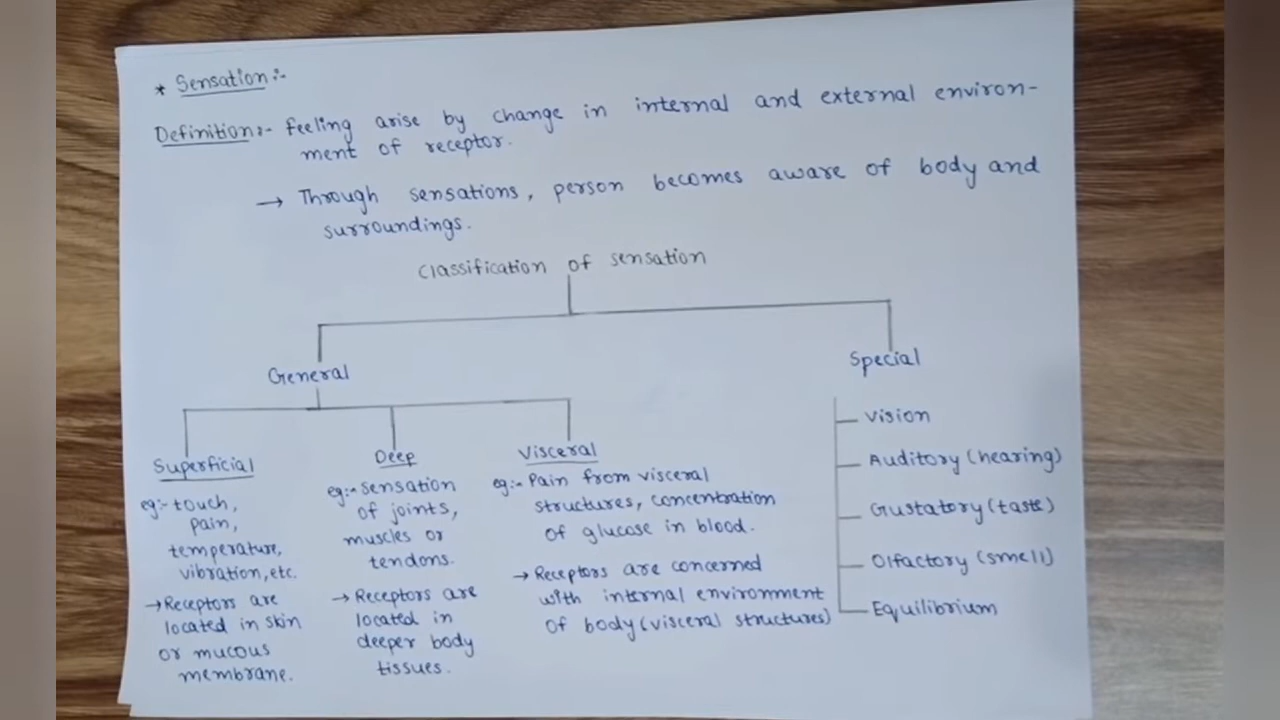 * Sensation :-
Definition :- feeling arise by change in internal and external environ-
ment of receptor.
→ Through sensations, person becomes aware of body and
surroundings.
classification of sensation
General
Special
Superficial
eg:- touch,
pain,
temperature,
vibration, etc.
→ Receptors are
located in skin
or mucous
membrane.
Deep
eg:- sensation
of joints,
muscles or
tendons.
→ Receptors are
located in
deeper body
tissues.
Visceral
eg:- Pain from visceral
structures, concentration
of glucose in blood.
→ Receptors are concerned
with internal environment
of body (visceral structures)
Vision
Auditory (hearing)
Gustatory (taste)
Olfactory (smell)
Equilibrium